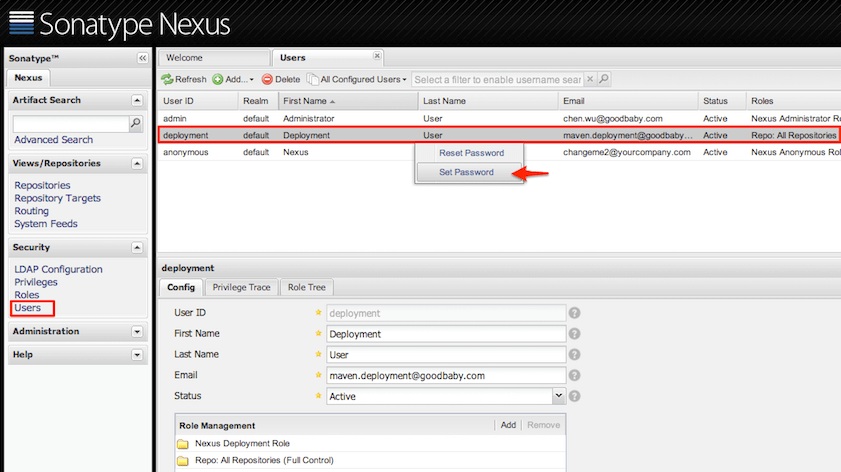 Sonatype Nexus
Sonatype™
Nexus
Artifact Search
Advanced Search
Views/Repositories
Repositories
Repository Targets
Routing
System Feeds
Security
LDAP Configuration
Privileges
Roles
Users
Administration
Help
Welcome
Users
Refresh Add... Delete All Configured Users Select a filter to enable username sear
User ID Realm First Name Last Name Email Status Roles
admin default Administrator User chen.wu@goodbaby.com Active Nexus Administrator Ro
deployment default Deployment User maven.deployment@goodbaby... Active Repo: All Repositories
anonymous default Nexus changeme2@yourcompany.com Active Nexus Anonymous Rol
Reset Password
Set Password
deployment
Config Privilege Trace Role Tree
User ID deployment
First Name Deployment
Last Name User
Email maven.deployment@goodbaby.com
Status Active
Role Management Add Remove
Nexus Deployment Role
Repo: All Repositories (Full Control)